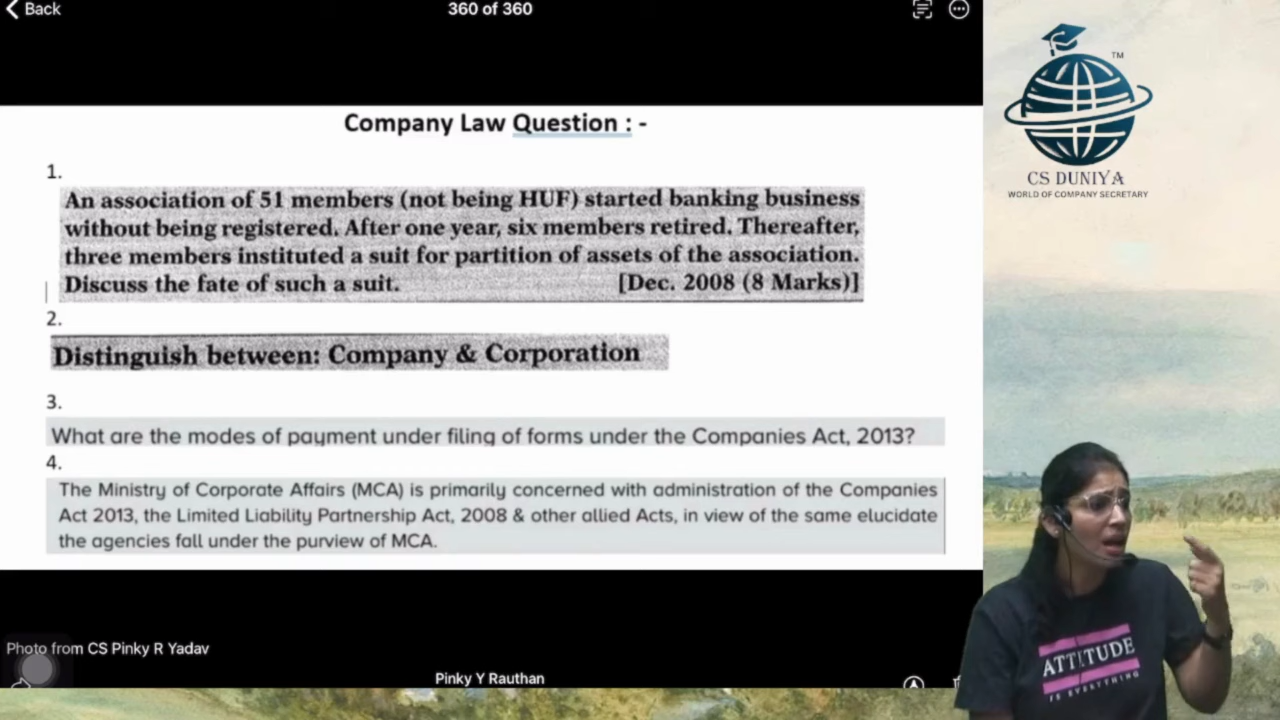 Back
360 of 360
Company Law Question : -
1.
An association of 51 members (not being HUF) started banking business
without being registered. After one year, six members retired. Thereafter,
three members instituted a suit for partition of assets of the association.
Discuss the fate of such a suit. [Dec. 2008 (8 Marks)]
2.
Distinguish between: Company & Corporation
3.
What are the modes of payment under filing of forms under the Companies Act, 2013?
4.
The Ministry of Corporate Affairs (MCA) is primarily concerned with administration of the Companies
Act 2013, the Limited Liability Partnership Act, 2008 & other allied Acts, in view of the same elucidate
the agencies fall under the purview of MCA.
Photo from CS Pinky R Yadav
Pinky Y Rauthan
TM
CS DUNIYA
WORLD OF COMPANY SECRETARY
ATTITUDE
IS EVERYTHING